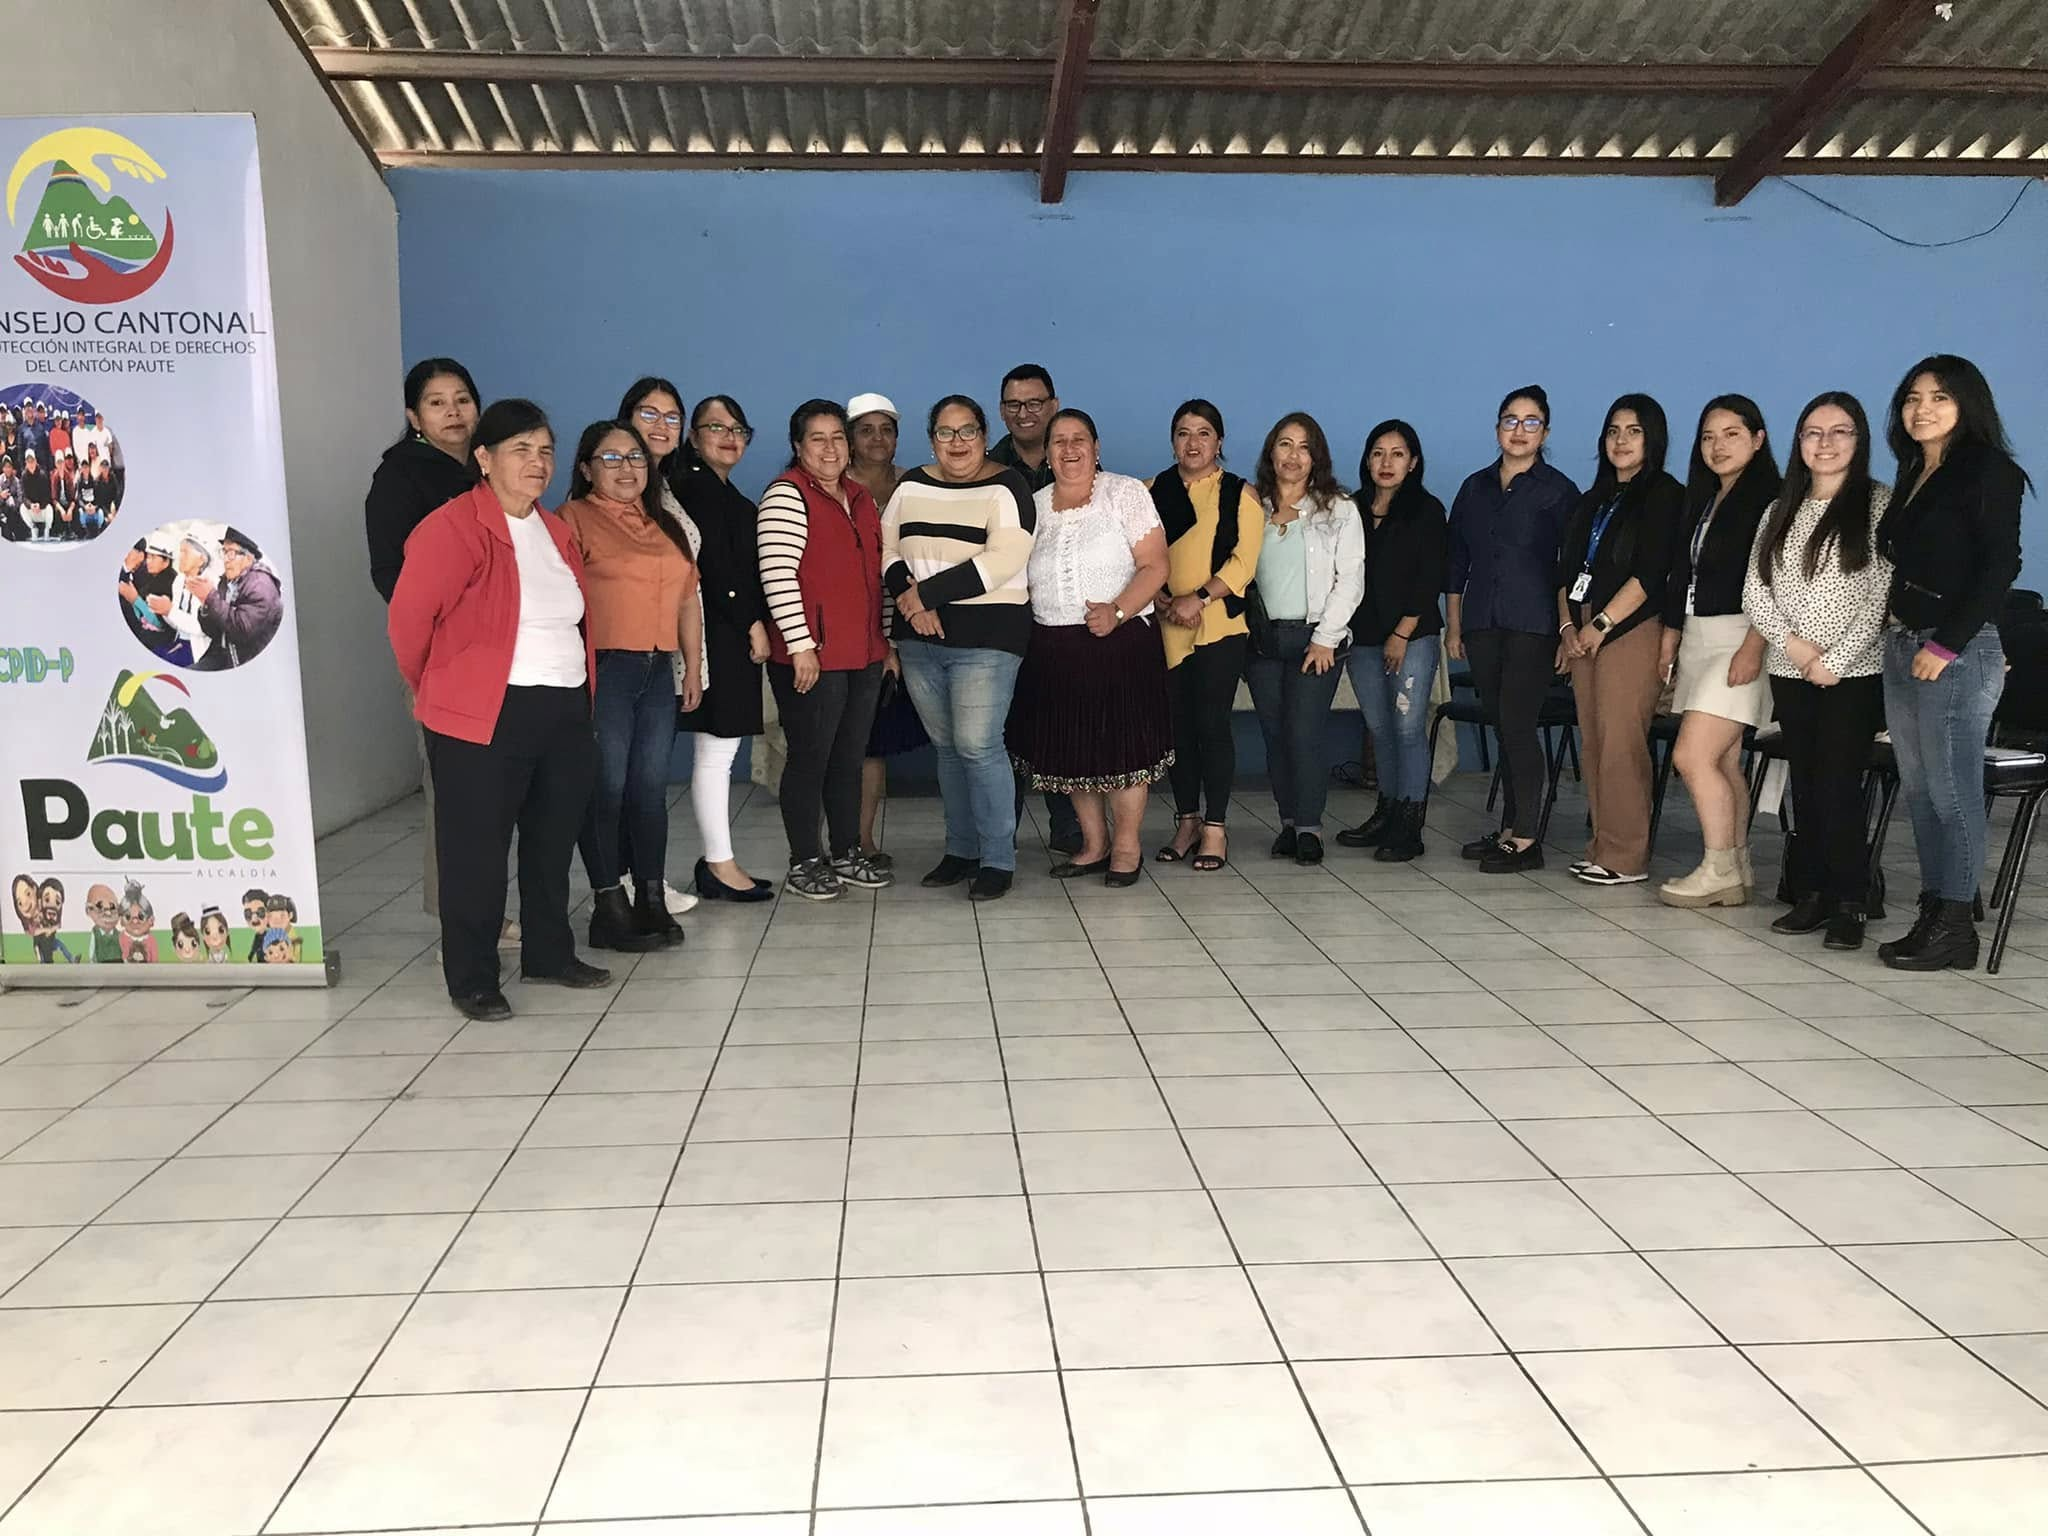 NSEJO CANTONAL
TECCIÓN INTEGRAL DE DERECHOS
DEL CANTÓN PAUTE
CPID-P
Paute
ALCALDÍA